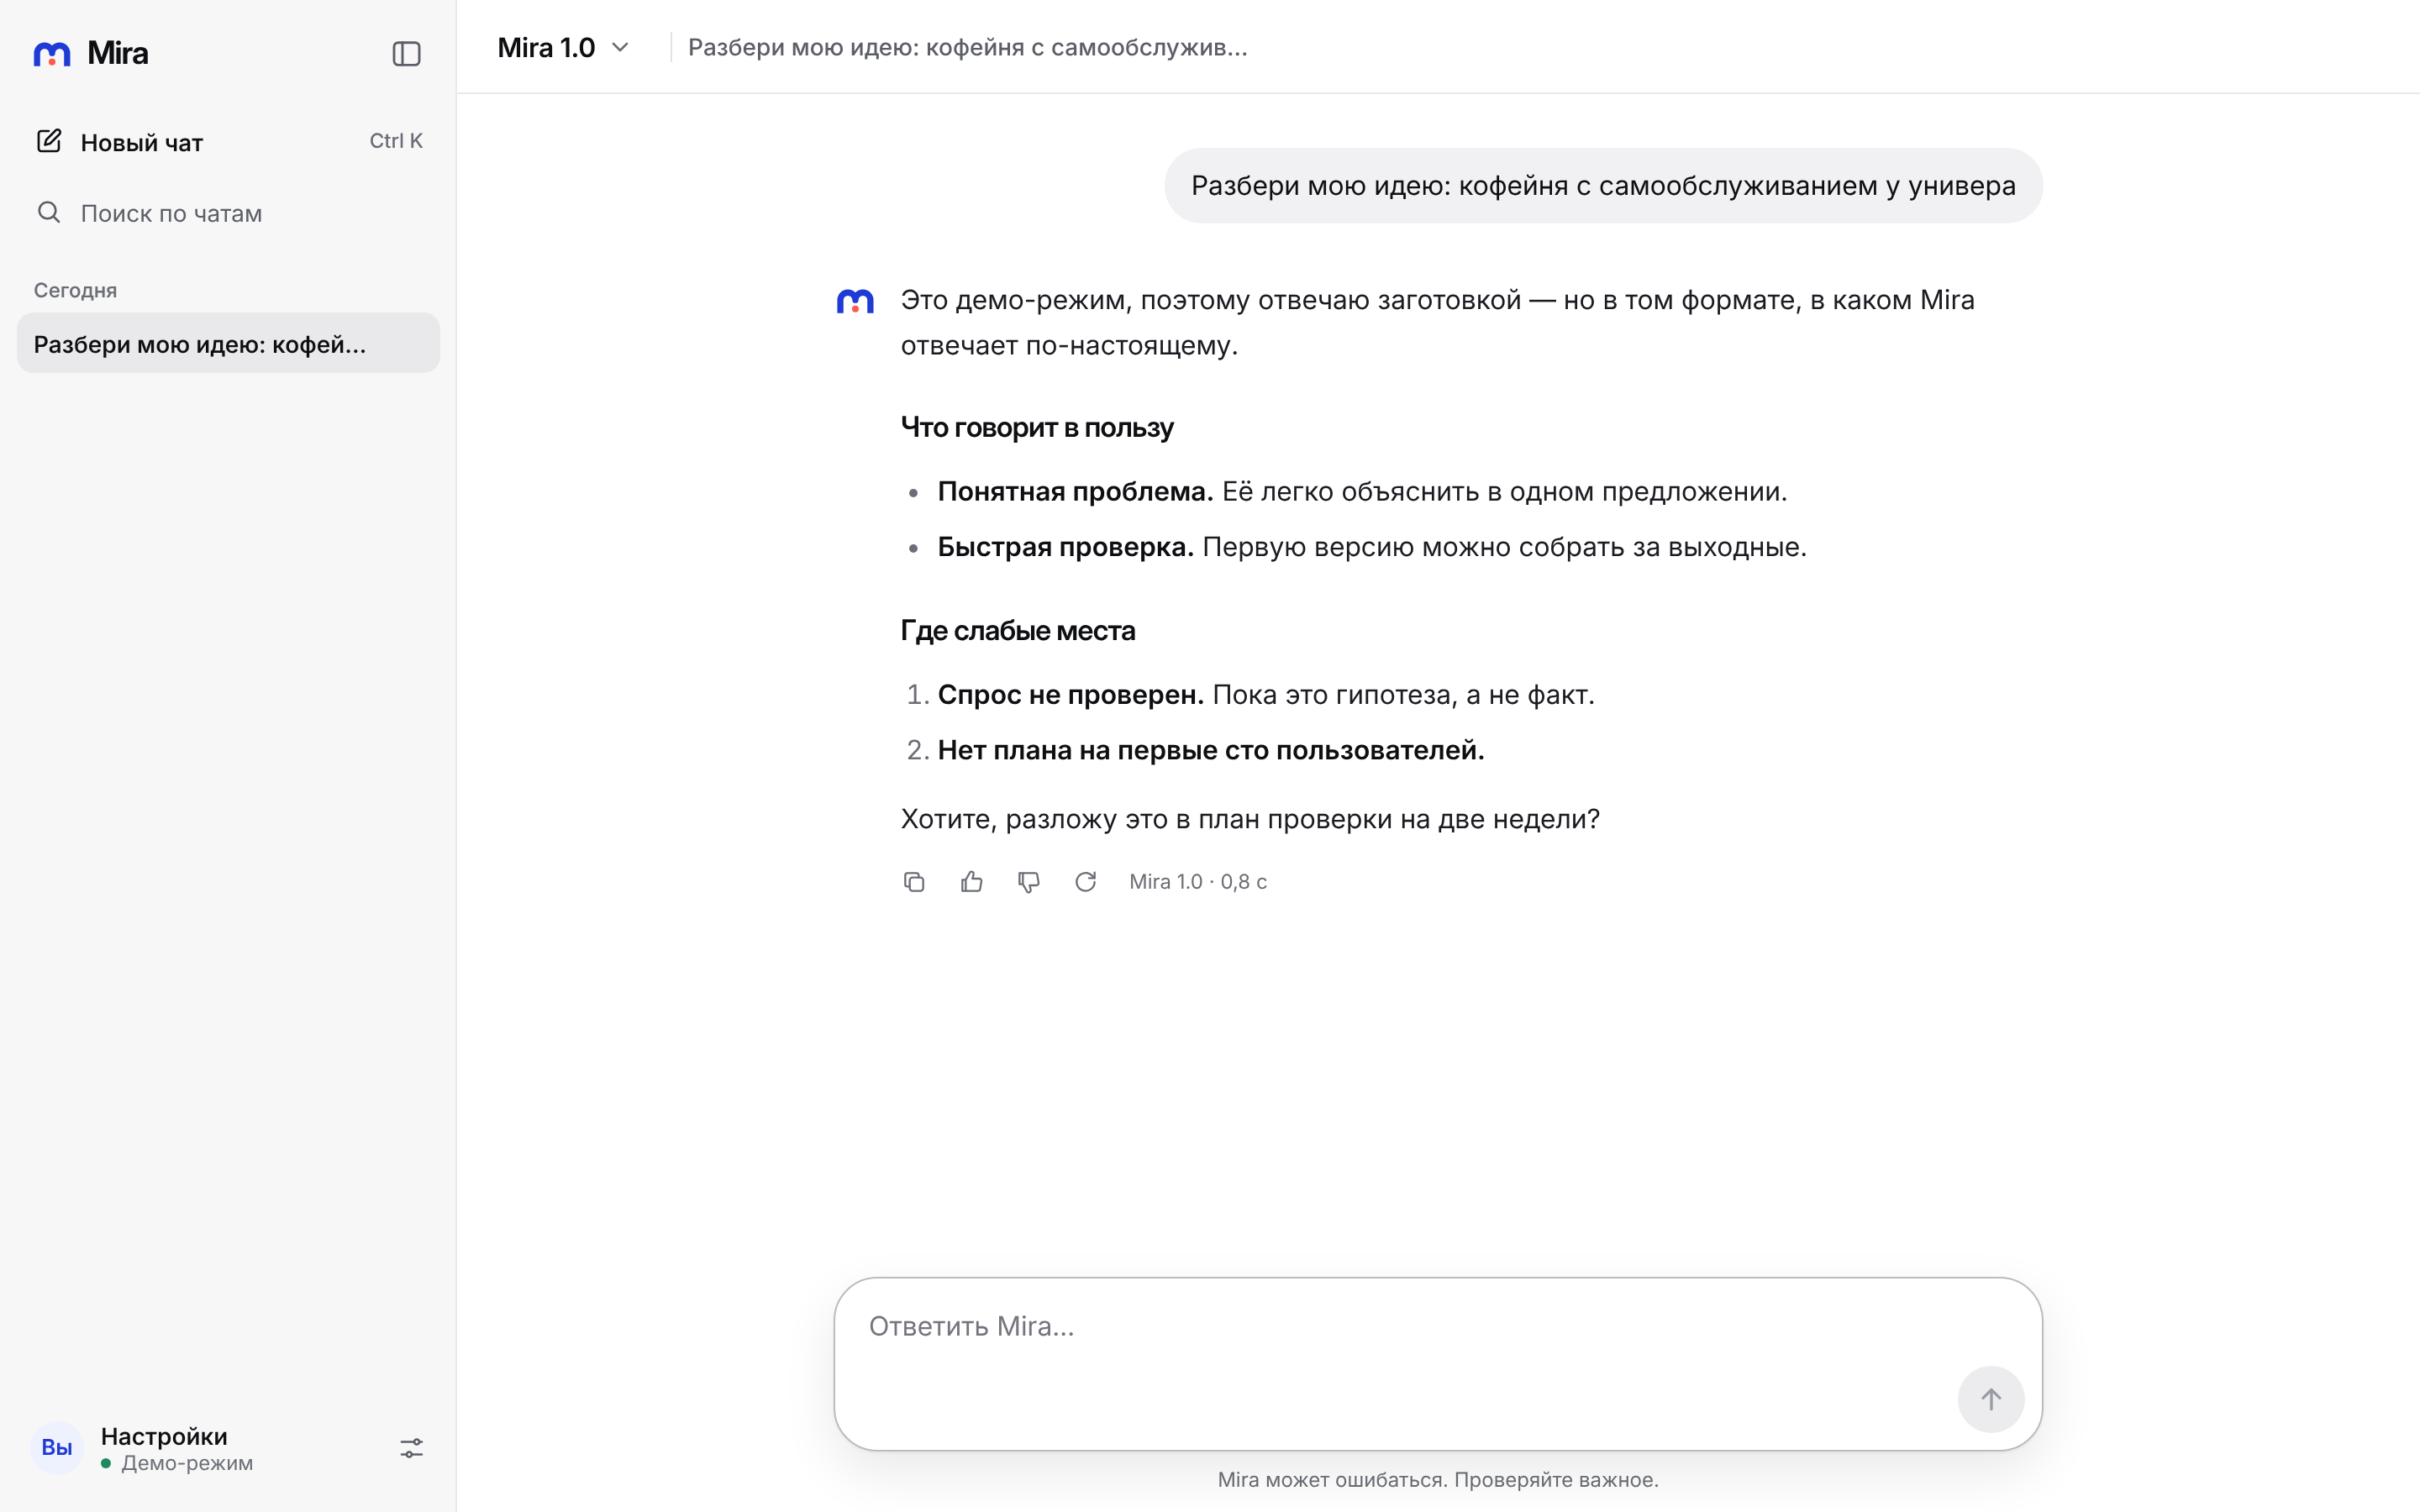 Mira
Новый чат
Ctrl K
Поиск по чатам
Сегодня
Разбери мою идею: кофей...
Вы
Настройки
Демо-режим
Mira 1.0
Разбери мою идею: кофейня с самообслужив...
Разбери мою идею: кофейня с самообслуживанием у универа
Это демо-режим, поэтому отвечаю заготовкой — но в том формате, в каком Mira
отвечает по-настоящему.
Что говорит в пользу
• Понятная проблема. Её легко объяснить в одном предложении.
• Быстрая проверка. Первую версию можно собрать за выходные.
Где слабые места
1. Спрос не проверен. Пока это гипотеза, а не факт.
2. Нет плана на первые сто пользователей.
Хотите, разложу это в план проверки на две недели?
Mira 1.0 · 0,8 с
Ответить Mira...
Mira может ошибаться. Проверяйте важное.